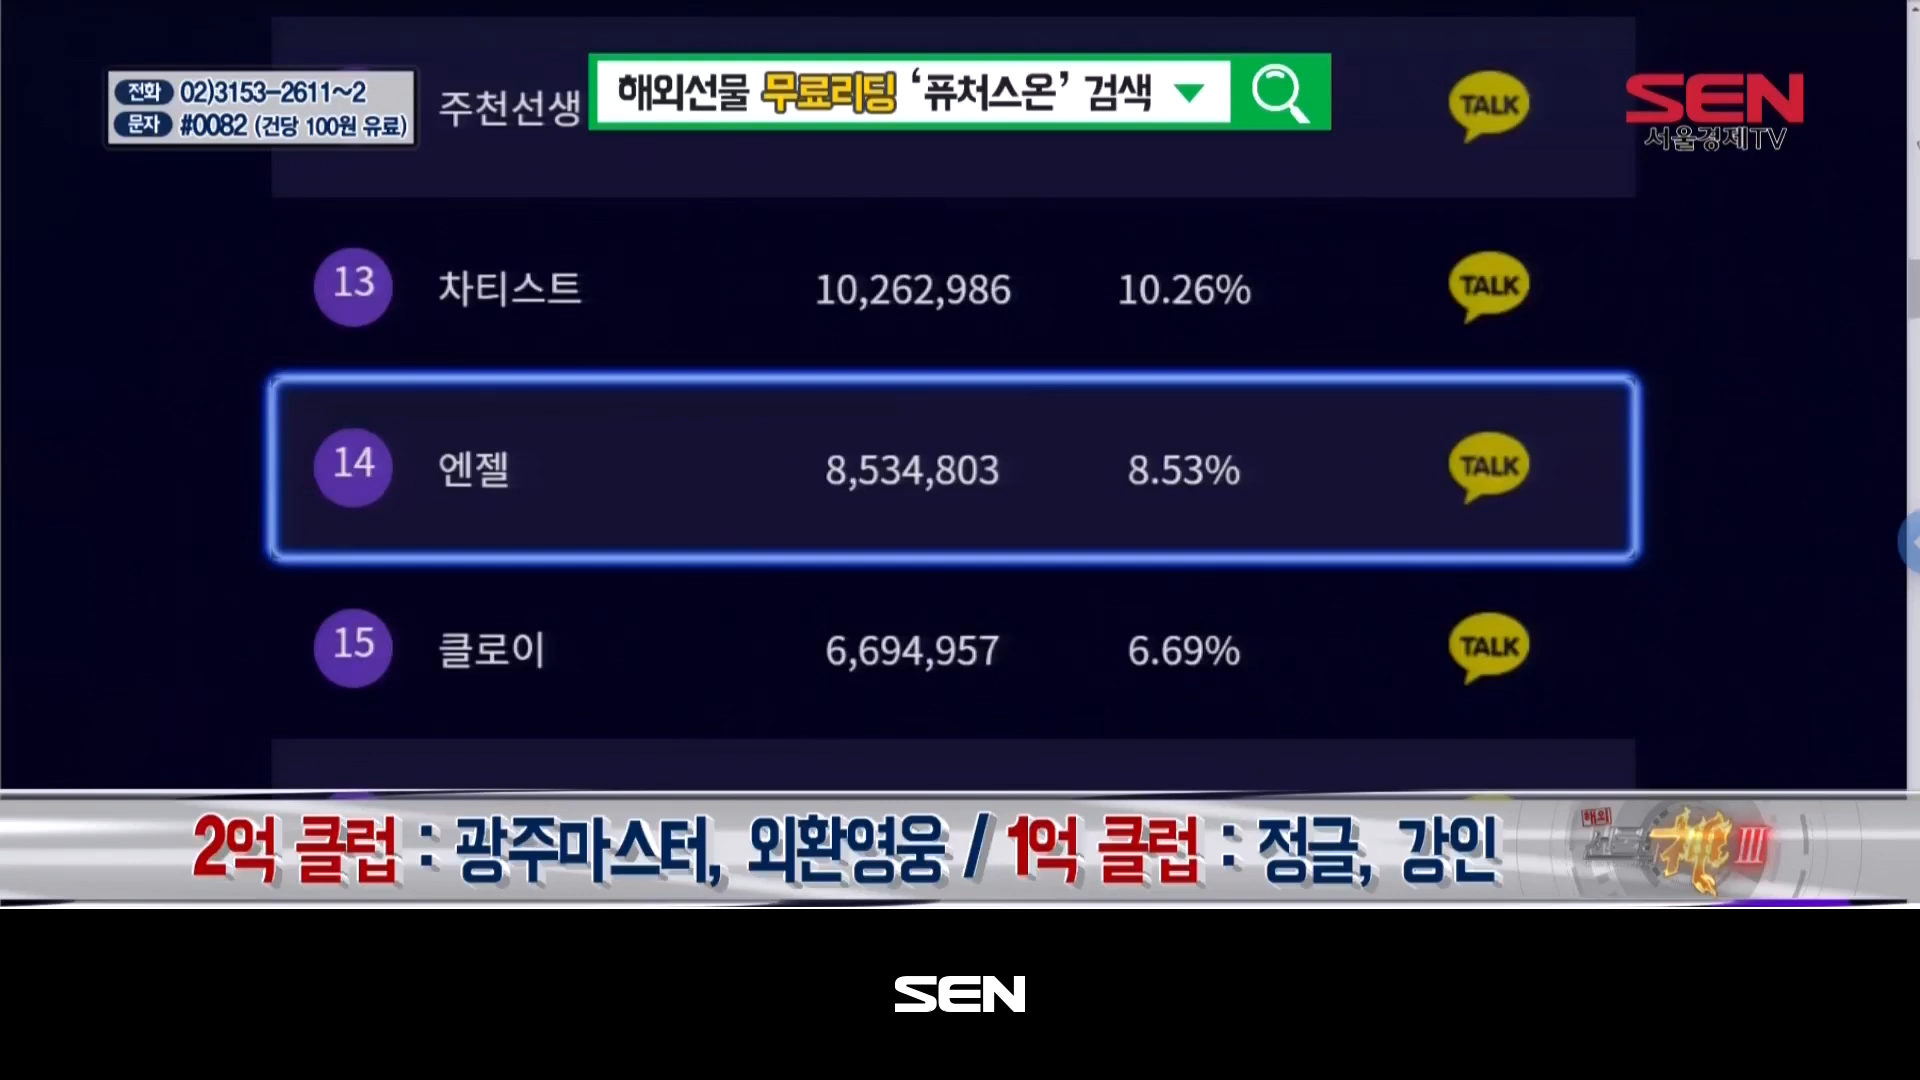 전화 02)3153-2611~2
문자 #0082 (건당 100원 유료)
해외선물 무료리딩 ‘퓨처스온’ 검색
SEN
서울경제TV
주천선생 TALK
13 차티스트 10,262,986 10.26% TALK
14 엔젤 8,534,803 8.53% TALK
15 클로이 6,694,957 6.69% TALK
2억 클럽 : 광주마스터, 외환영웅 / 1억 클럽 : 정글, 강인
해외
神 III
SEN